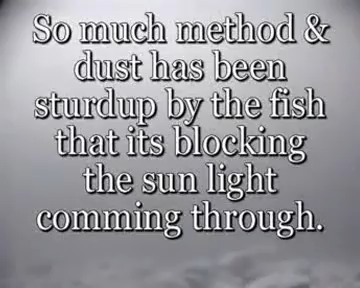 So much method &
dust has been
sturdup by the fish
that its blocking
the sun light
comming through.